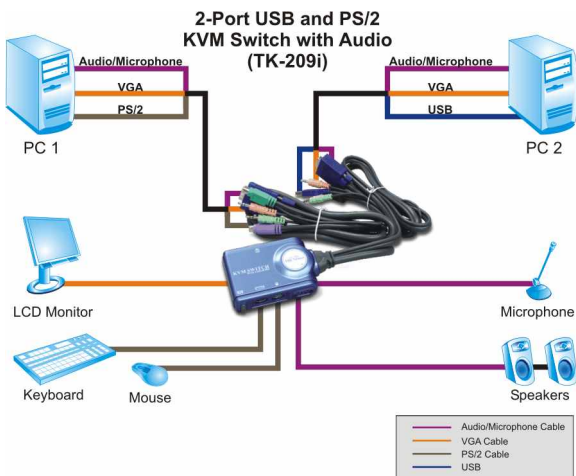 2-Port USB and PS/2
KVM Switch with Audio
(TK-209i)
Audio/Microphone
VGA
PS/2
PC 1
Audio/Microphone
VGA
USB
PC 2
KVM SWITCH
LCD Monitor
Microphone
Keyboard
Mouse
Speakers
Audio/Microphone Cable
VGA Cable
PS/2 Cable
USB